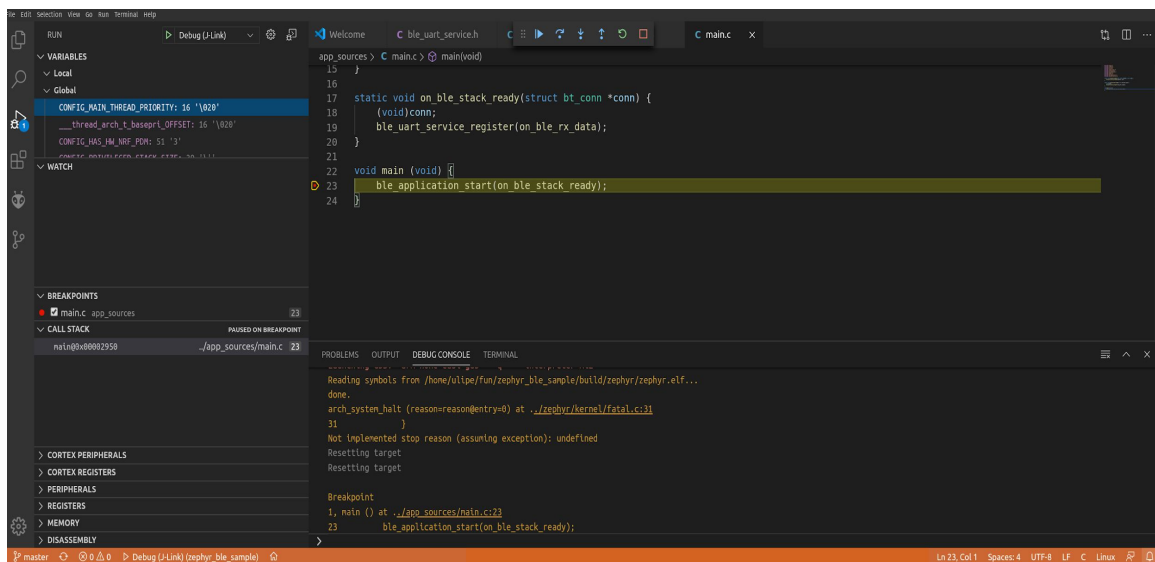 File Edit Selection View Go Run Terminal Help
RUN
Debug (J-Link)
VARIABLES
Local
Global
CONFIG_MAIN_THREAD_PRIORITY: 16 '\020'
___thread_arch_t_basepri_OFFSET: 16 '\020'
CONFIG_HAS_HW_NRF_PDM: 51 '3'
WATCH
BREAKPOINTS
main.c app_sources 23
CALL STACK PAUSED ON BREAKPOINT
main@0x00002950 ../app_sources/main.c 23
CORTEX PERIPHERALS
CORTEX REGISTERS
PERIPHERALS
REGISTERS
MEMORY
DISASSEMBLY
Welcome
C ble_uart_service.h
C
C main.c x
app_sources > C main.c > main(void)
15 }
16
17 static void on_ble_stack_ready(struct bt_conn *conn) {
18 (void)conn;
19 ble_uart_service_register(on_ble_rx_data);
20 }
21
22 void main (void) {
23 ble_application_start(on_ble_stack_ready);
24 }
PROBLEMS OUTPUT DEBUG CONSOLE TERMINAL
Reading symbols from /home/ulipe/fun/zephyr_ble_sample/build/zephyr/zephyr.elf...
done.
arch_system_halt (reason=reason@entry=0) at ../zephyr/kernel/fatal.c:31
31 }
Not implemented stop reason (assuming exception): undefined
Resetting target
Resetting target
Breakpoint
1, main () at ../app_sources/main.c:23
23 ble_application_start(on_ble_stack_ready);
>
master 0 0 Debug (J-Link) (zephyr_ble_sample)
Ln 23, Col 1 Spaces: 4 UTF-8 LF C Linux
1